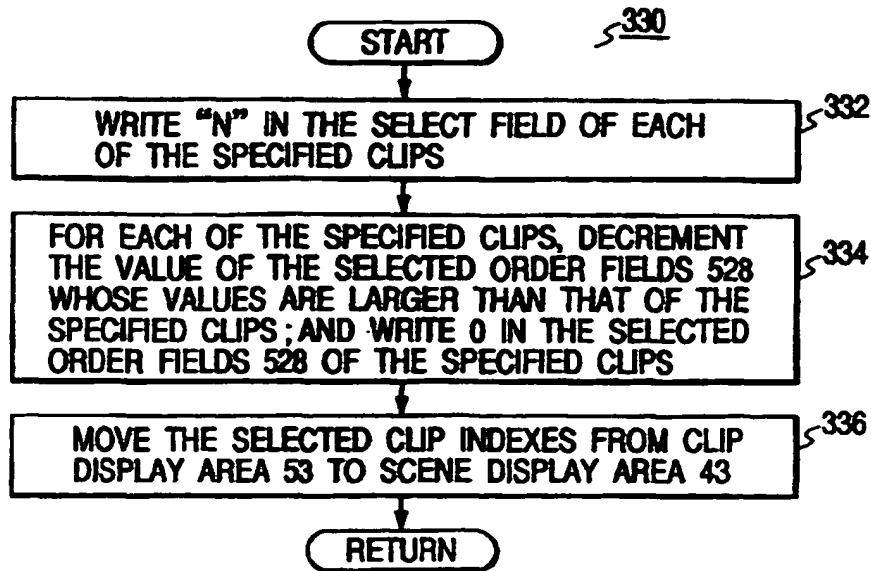 START
330
WRITE “N” IN THE SELECT FIELD OF EACH
OF THE SPECIFIED CLIPS
332
FOR EACH OF THE SPECIFIED CLIPS, DECREMENT
THE VALUE OF THE SELECTED ORDER FIELDS 528
WHOSE VALUES ARE LARGER THAN THAT OF THE
SPECIFIED CLIPS; AND WRITE 0 IN THE SELECTED
ORDER FIELDS 528 OF THE SPECIFIED CLIPS
334
MOVE THE SELECTED CLIP INDEXES FROM CLIP
DISPLAY AREA 53 TO SCENE DISPLAY AREA 43
336
RETURN